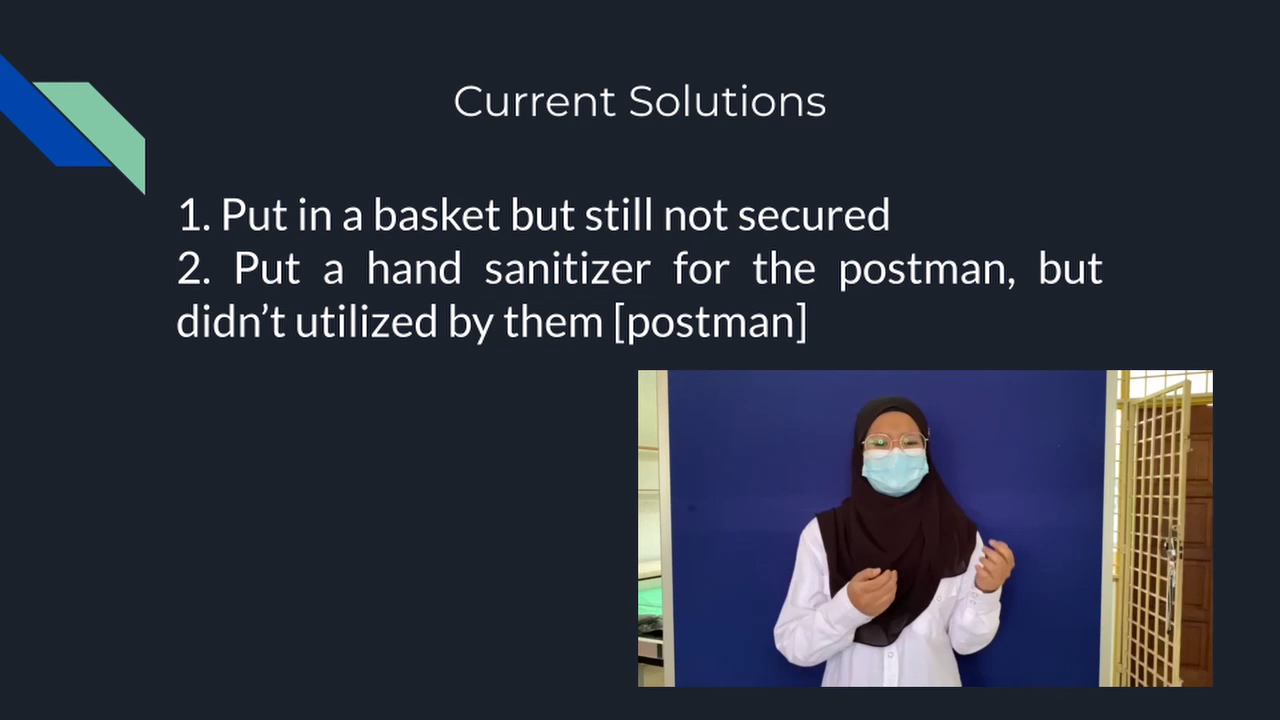 Current Solutions
1. Put in a basket but still not secured
2. Put a hand sanitizer for the postman, but
didn’t utilized by them [postman]